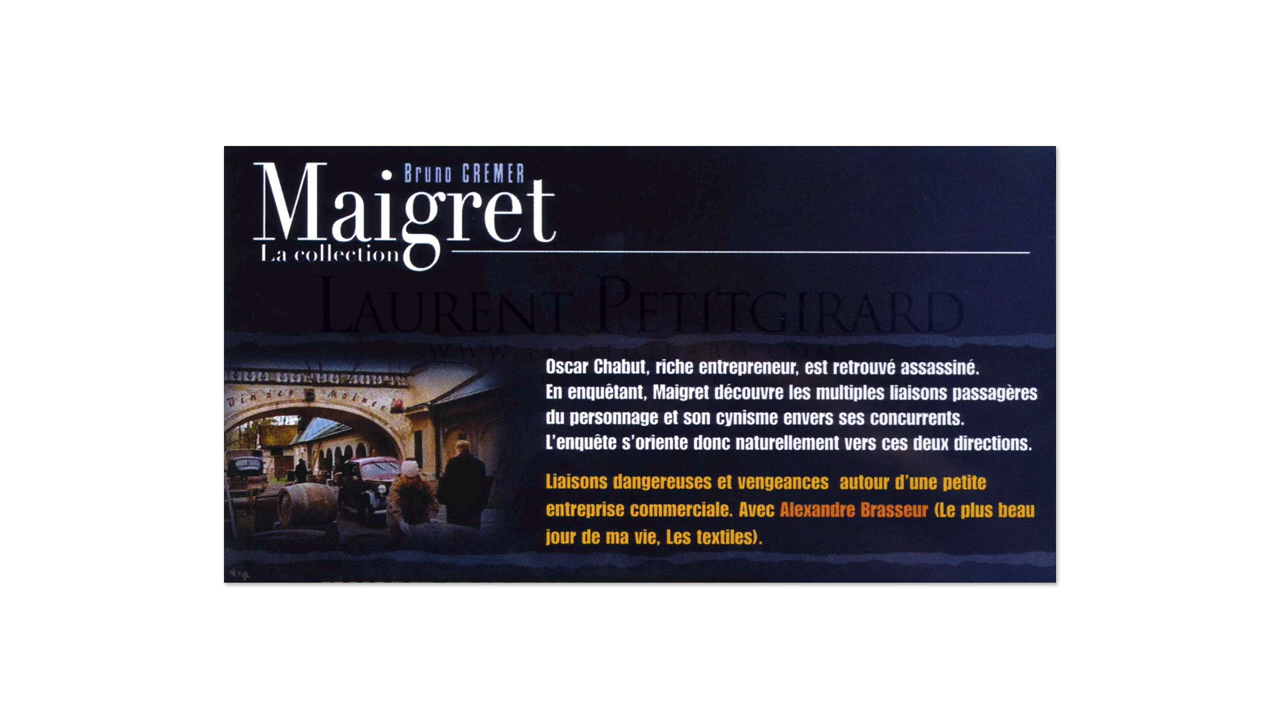 Bruno CREMER
Maigret
La collection
LAURENT PETITGIRARD
Oscar Chabut, riche entrepreneur, est retrouvé assassiné.
En enquêtant, Maigret découvre les multiples liaisons passagères
du personnage et son cynisme envers ses concurrents.
L'enquête s'oriente donc naturellement vers ces deux directions.
Liaisons dangereuses et vengeances autour d'une petite
entreprise commerciale. Avec Alexandre Brasseur (Le plus beau
jour de ma vie, Les textiles).